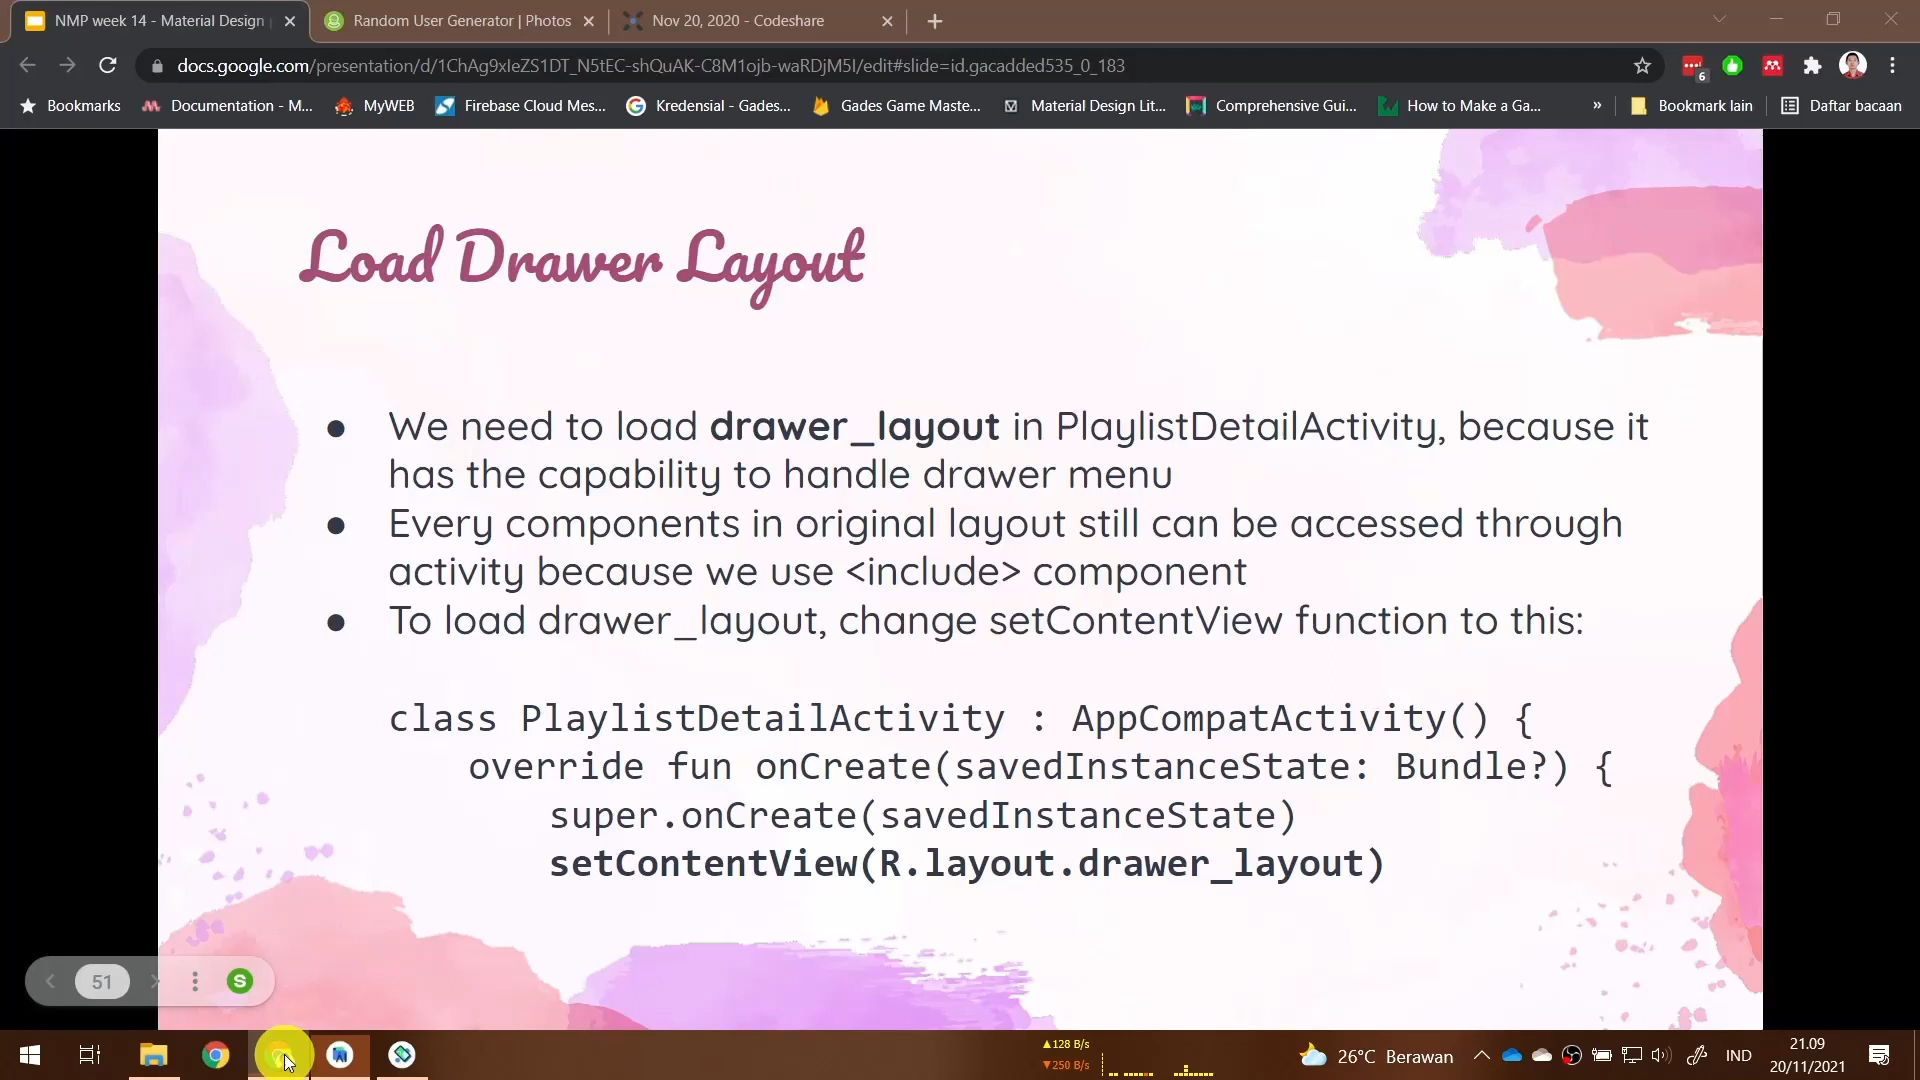 NMP week 14 - Material Design
Random User Generator | Photos
Nov 20, 2020 - Codeshare
docs.google.com/presentation/d/1ChAg9xIeZS1DT_N5tEC-shQuAK-C8M1ojb-waRDjM5I/edit#slide=id.gacadded535_0_183
6
Bookmarks
Documentation - M...
MyWEB
Firebase Cloud Mes...
Kredensial - Gades...
Gades Game Maste...
Material Design Lit...
Comprehensive Gui...
How to Make a Ga...
»
Bookmark lain
Daftar bacaan
Load Drawer Layout
● We need to load drawer_layout in PlaylistDetailActivity, because it
has the capability to handle drawer menu
● Every components in original layout still can be accessed through
activity because we use <include> component
● To load drawer_layout, change setContentView function to this:
class PlaylistDetailActivity : AppCompatActivity() {
override fun onCreate(savedInstanceState: Bundle?) {
super.onCreate(savedInstanceState)
setContentView(R.layout.drawer_layout)
51
S
▲128 B/s
▼250 B/s
26°C Berawan
IND
21.09
20/11/2021